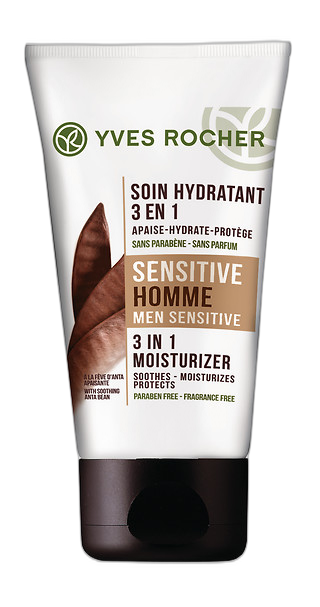 YVES ROCHER
SOIN HYDRATANT
3 EN 1
APAISE-HYDRATE-PROTÈGE
SANS PARABÈNE - SANS PARFUM
SENSITIVE
HOMME
MEN SENSITIVE
3 IN 1
MOISTURIZER
SOOTHES - MOISTURIZES
PROTECTS
PARABEN FREE - FRAGRANCE FREE
À LA FÈVE D'ANTA
APAISANTE
WITH SOOTHING
ANTA BEAN